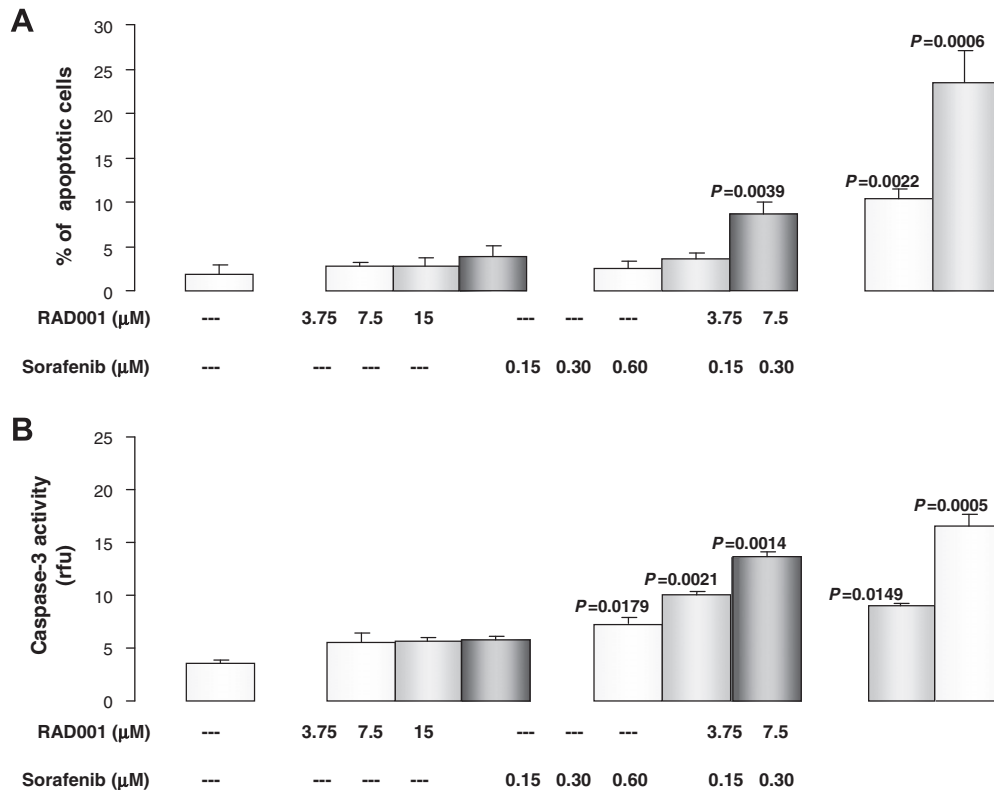 A
% of apoptotic cells
30
25
20
15
10
5
0
P=0.0039
P=0.0022
P=0.0006
RAD001 (μM) --- 3.75 7.5 15 --- --- --- 3.75 7.5
Sorafenib (μM) --- --- --- --- 0.15 0.30 0.60 0.15 0.30
B
Caspase-3 activity
(rfu)
25
20
15
10
5
0
P=0.0179
P=0.0021
P=0.0014
P=0.0149
P=0.0005
RAD001 (μM) --- 3.75 7.5 15 --- --- --- 3.75 7.5
Sorafenib (μM) --- --- --- --- 0.15 0.30 0.60 0.15 0.30